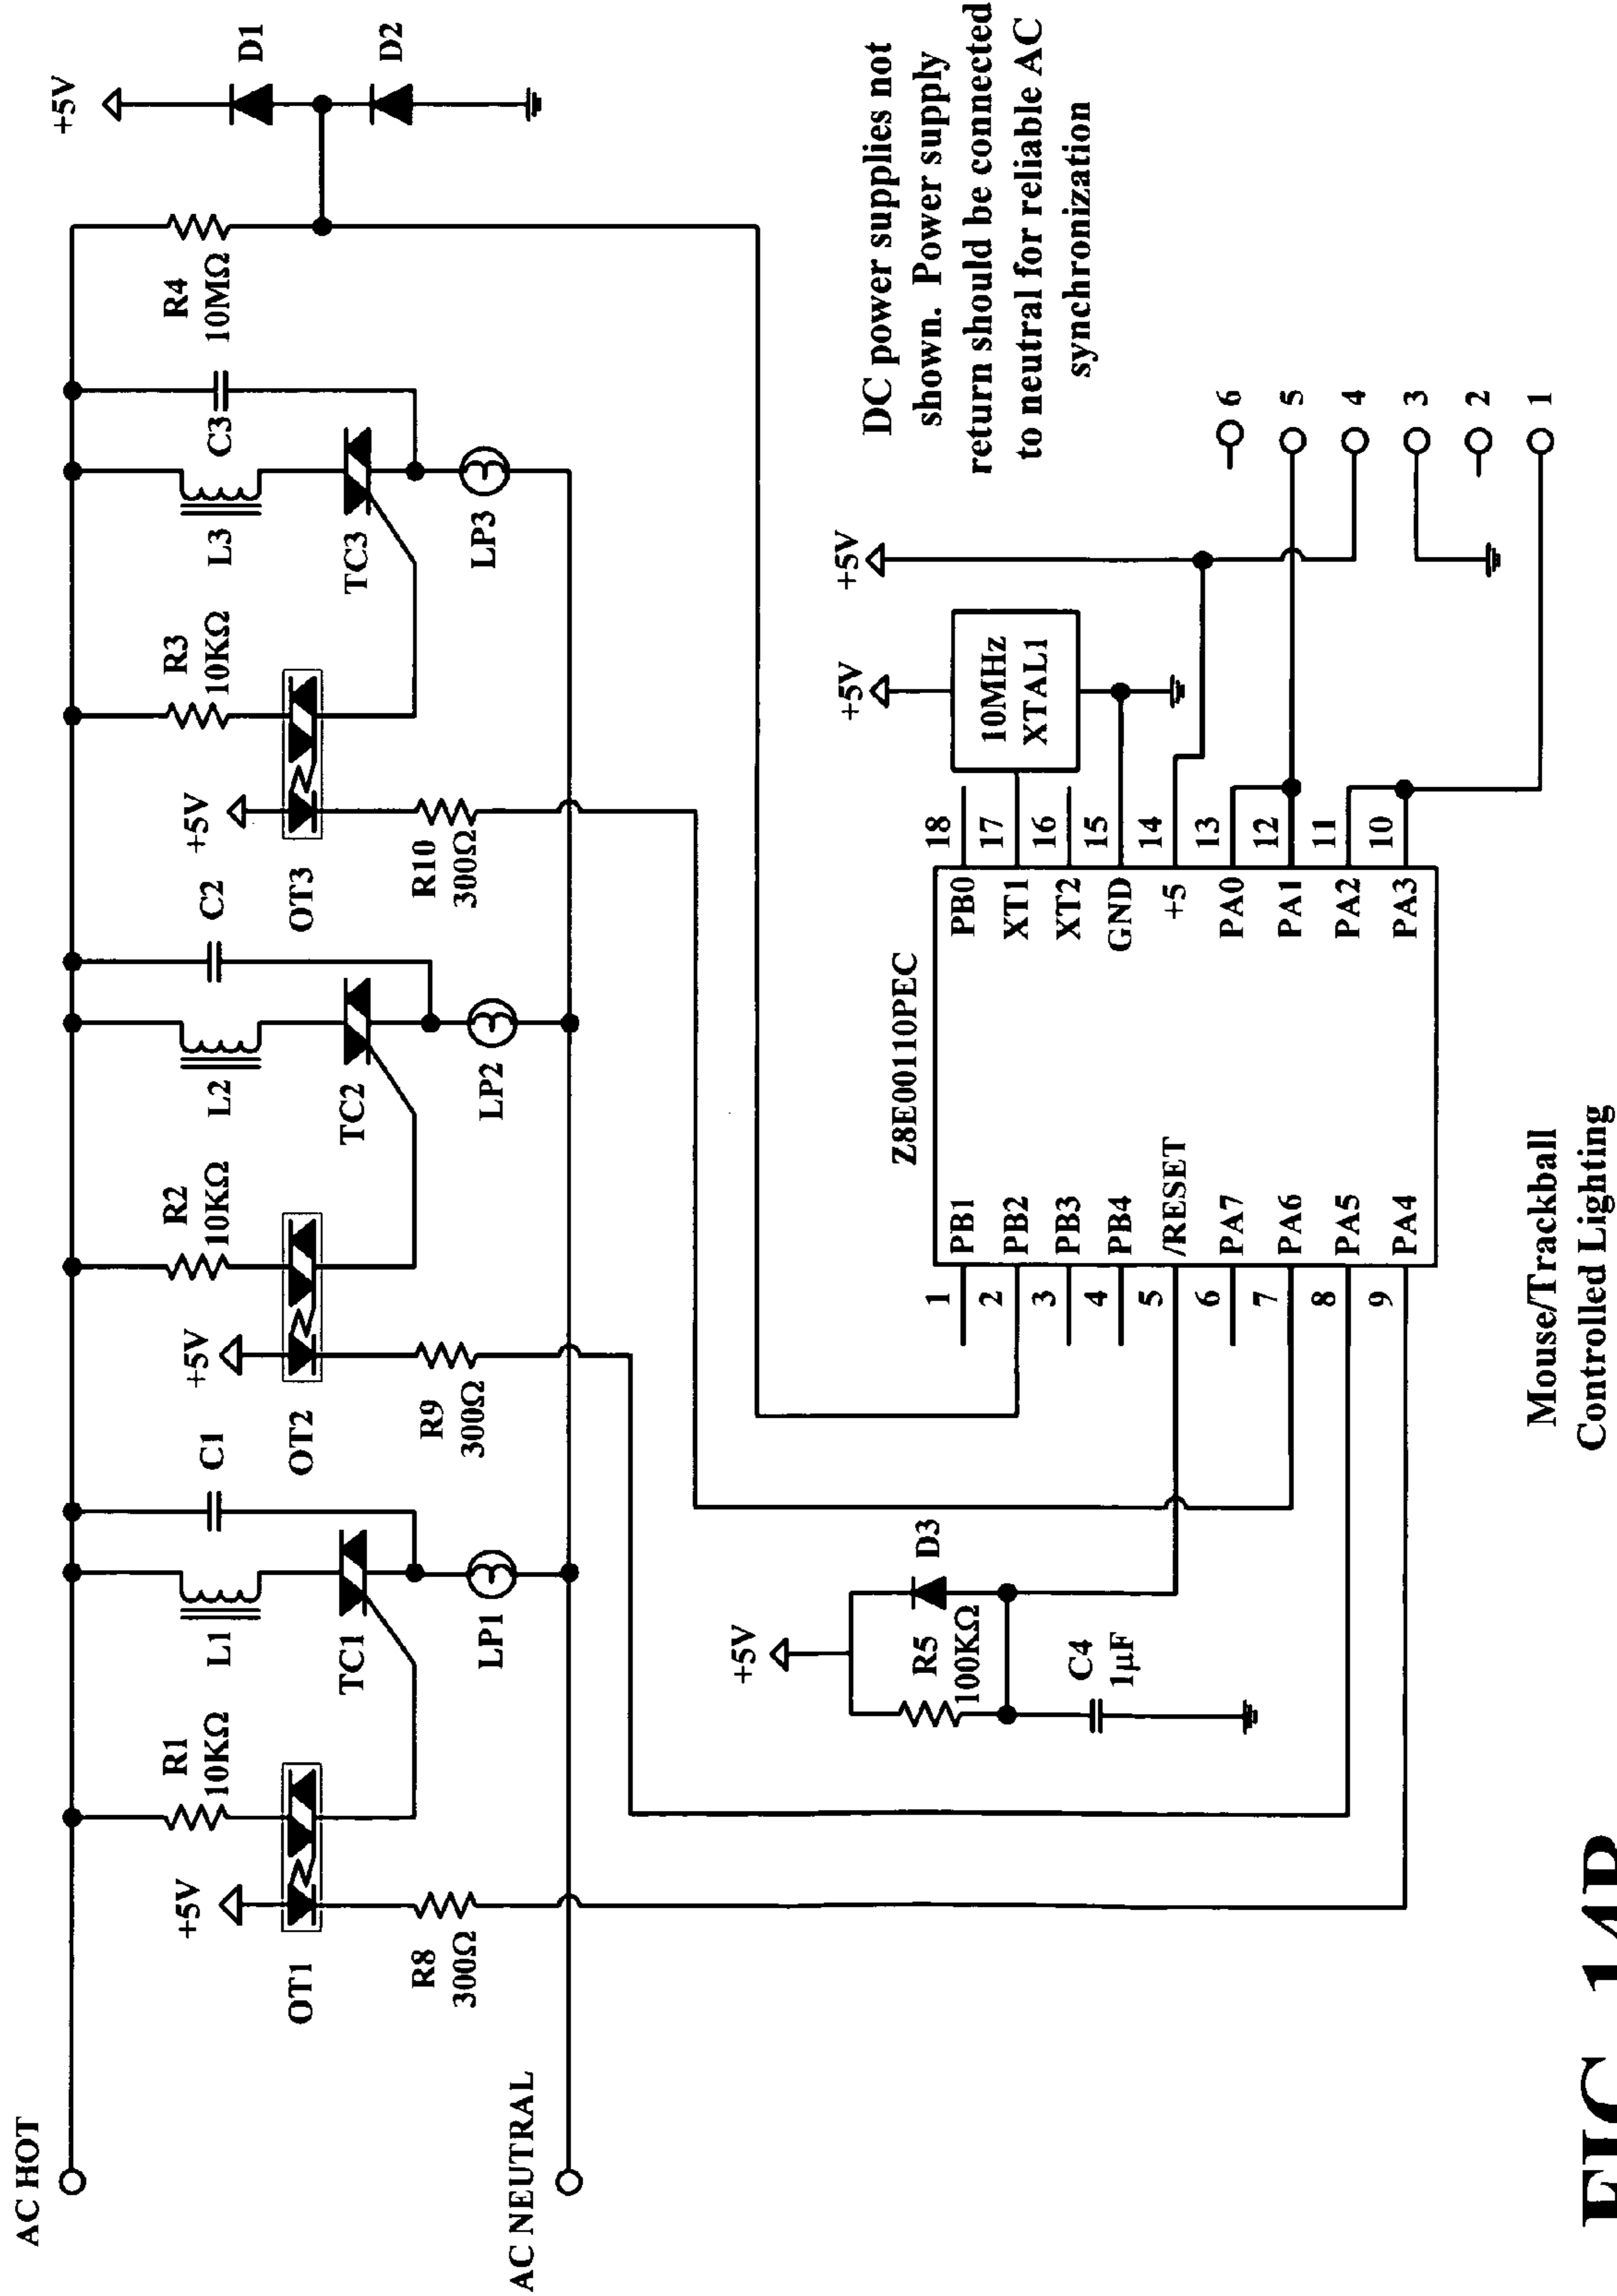 AC HOT
+5V
D1
D2
R4
10MΩ
C3
L3
TC3
LP3
R3
10KΩ
+5V
OT3
R10
300Ω
C2
L2
TC2
LP2
R2
10KΩ
+5V
OT2
R9
300Ω
C1
L1
TC1
LP1
R1
10KΩ
+5V
OT1
R8
300Ω
AC NEUTRAL
DC power supplies not
shown. Power supply
return should be connected
to neutral for reliable AC
synchronization
+5V
D3
R5
100KΩ
C4
1µF
Z8E00110PEC
1 PB1
2 PB2
3 PB3
4 PB4
5 /RESET
6 PA7
7 PA6
8 PA5
9 PA4
PB0 18
XT1 17
XT2 16
GND 15
+5 14
PA0 13
PA1 12
PA2 11
PA3 10
+5V
10MHz
XTAL1
+5V
6
5
4
3
2
1
Mouse/Trackball
Controlled Lighting